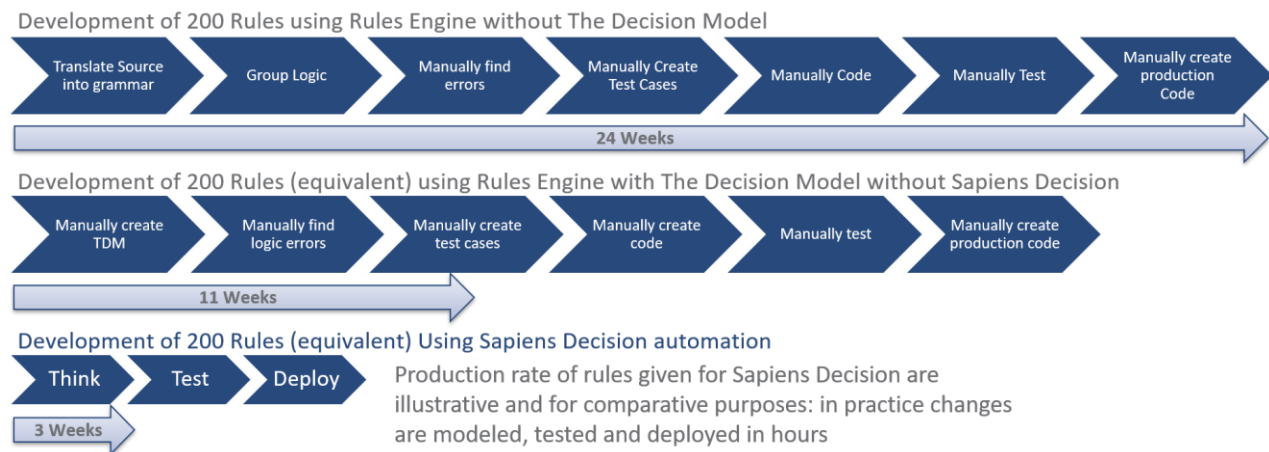 Development of 200 Rules using Rules Engine without The Decision Model
Translate Source
into grammar
Group Logic
Manually find
errors
Manually Create
Test Cases
Manually Code
Manually Test
Manually create
production
Code
24 Weeks
Development of 200 Rules (equivalent) using Rules Engine with The Decision Model without Sapiens Decision
Manually create
TDM
Manually find
logic errors
Manually create
test cases
Manually create
code
Manually test
Manually create
production code
11 Weeks
Development of 200 Rules (equivalent) Using Sapiens Decision automation
Think
Test
Deploy
3 Weeks
Production rate of rules given for Sapiens Decision are
illustrative and for comparative purposes: in practice changes
are modeled, tested and deployed in hours